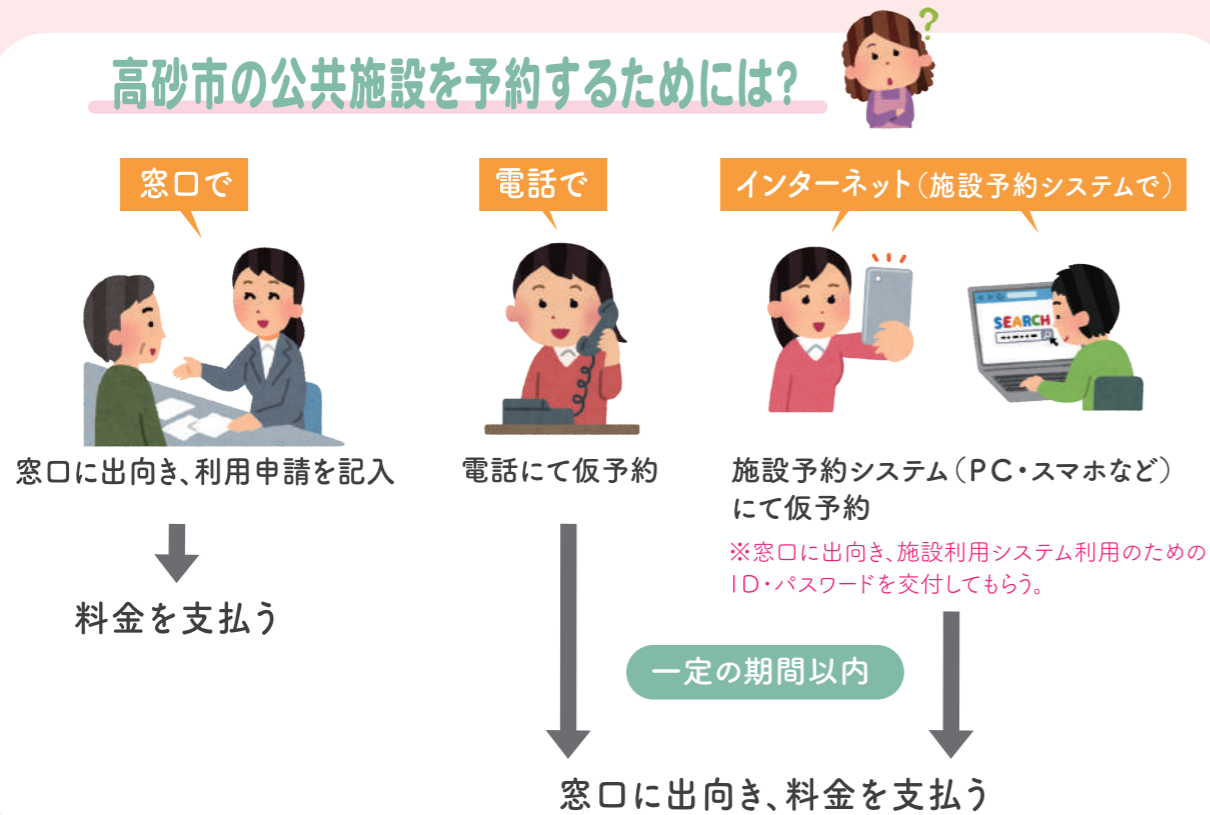 高砂市の公共施設を予約するためには?
?
窓口で
電話で
インターネット(施設予約システムで)
SEARCH
窓口に出向き、利用申請を記入
電話にて仮予約
施設予約システム(PC・スマホなど)
にて仮予約
※窓口に出向き、施設利用システム利用のための
ID・パスワードを交付してもらう。
料金を支払う
一定の期間以内
窓口に出向き、料金を支払う